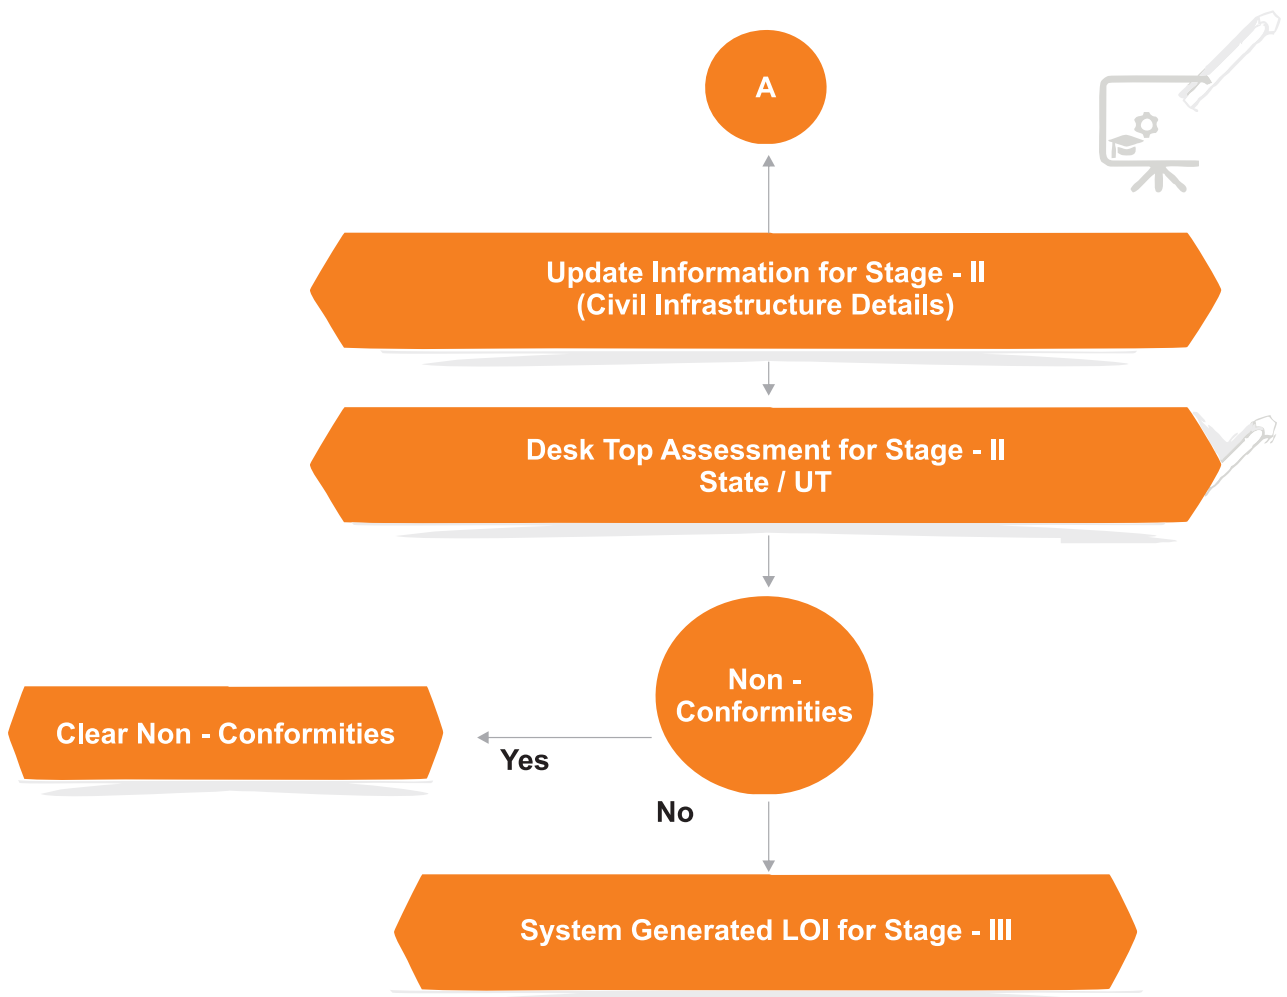 A
Update Information for Stage - II
(Civil Infrastructure Details)
Desk Top Assessment for Stage - II
State / UT
Non -
Conformities
Clear Non - Conformities
Yes
No
System Generated LOI for Stage - III